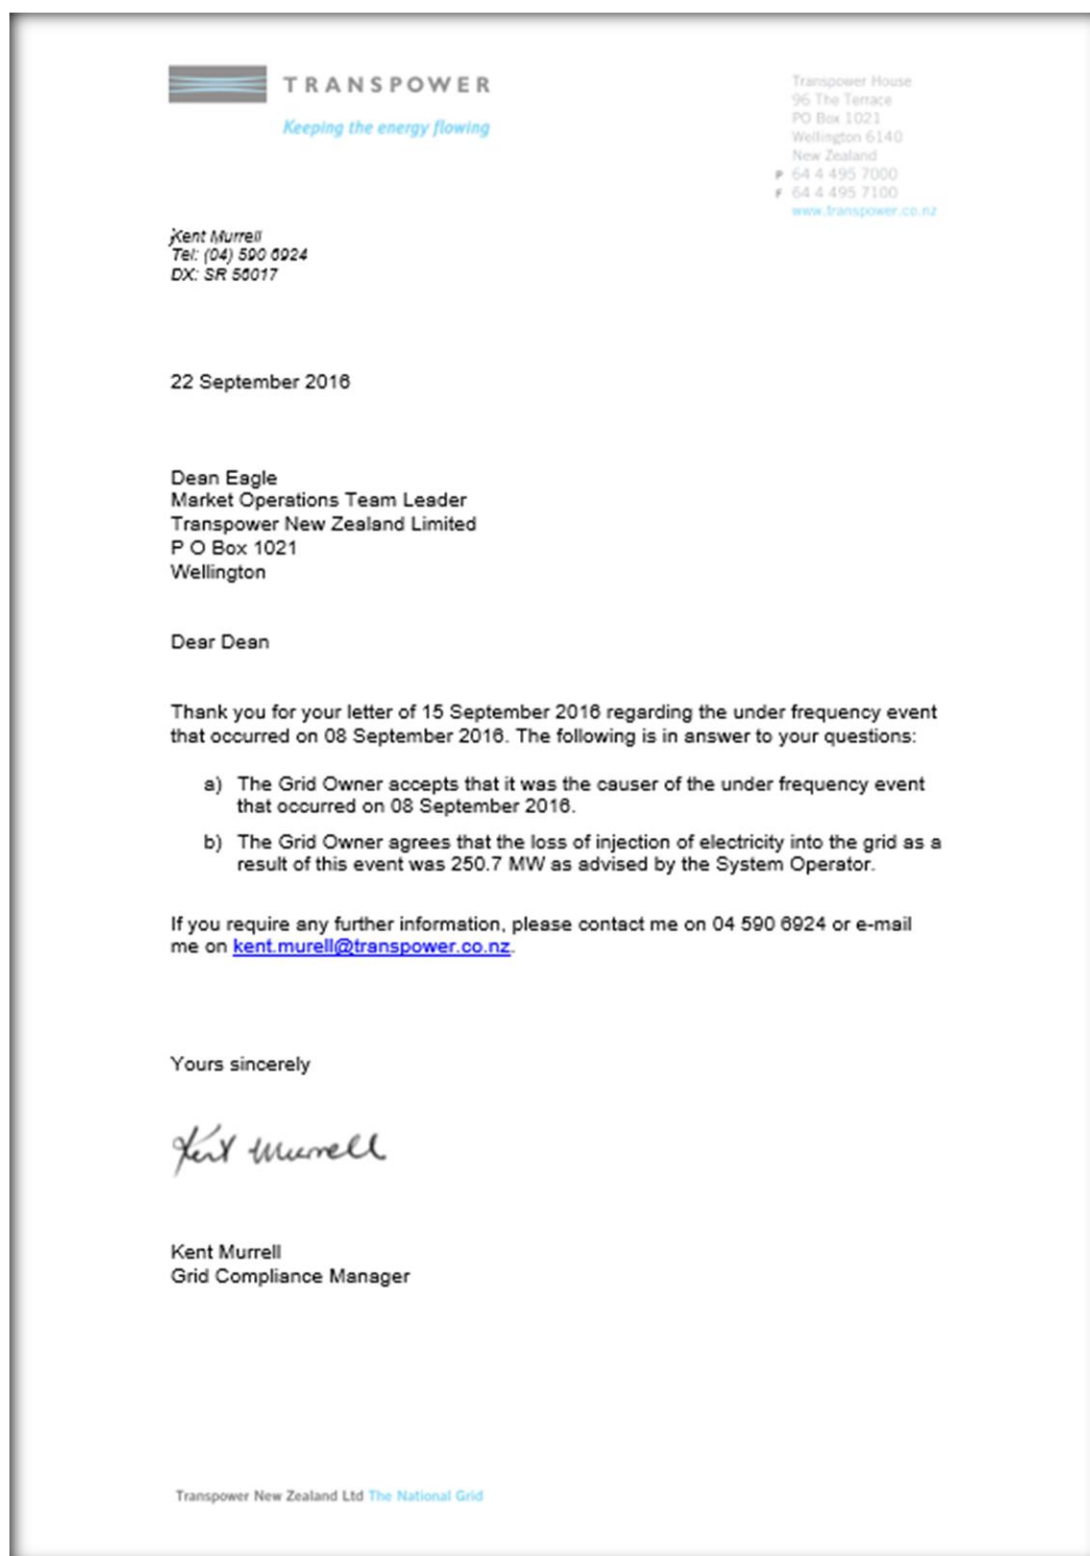 TRANSPOWER
Keeping the energy flowing
Transpower House
96 The Terrace
PO Box 1021
Wellington 6140
New Zealand
P 64 4 495 7000
F 64 4 495 7100
www.transpower.co.nz
Kent Murrell
Tel: (04) 590 6924
DX: SR 56017
22 September 2016
Dean Eagle
Market Operations Team Leader
Transpower New Zealand Limited
P O Box 1021
Wellington
Dear Dean
Thank you for your letter of 15 September 2016 regarding the under frequency event
that occurred on 08 September 2016. The following is in answer to your questions:
a) The Grid Owner accepts that it was the causer of the under frequency event
that occurred on 08 September 2016.
b) The Grid Owner agrees that the loss of injection of electricity into the grid as a
result of this event was 250.7 MW as advised by the System Operator.
If you require any further information, please contact me on 04 590 6924 or e-mail
me on kent.murell@transpower.co.nz.
Yours sincerely
Kent Murrell
Kent Murrell
Grid Compliance Manager
Transpower New Zealand Ltd The National Grid